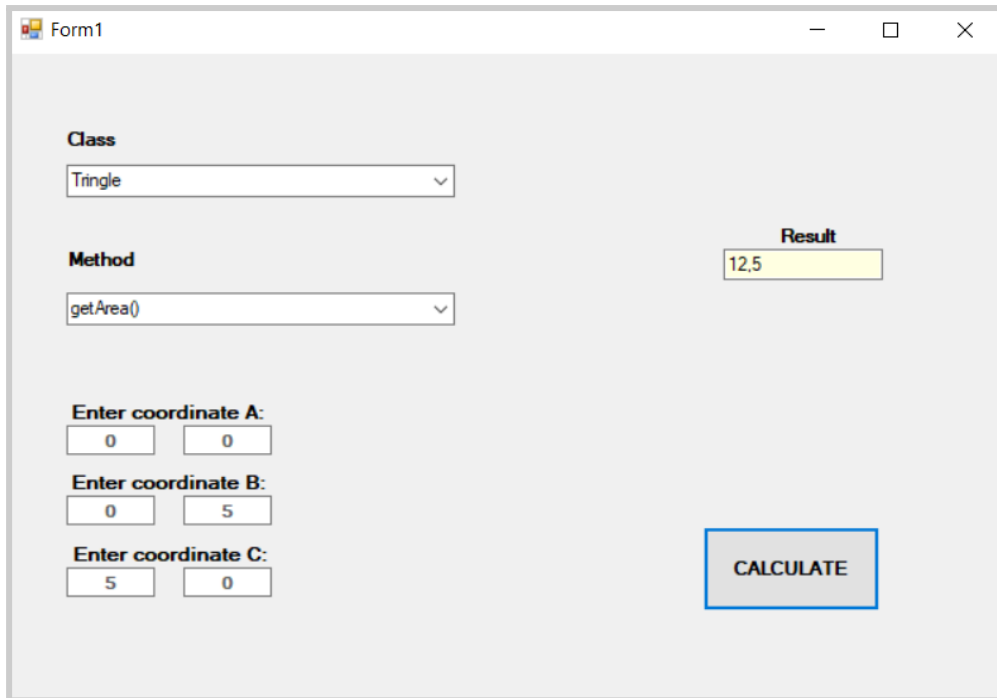 Form1
Class
Tringle
Method
getArea()
Result
12,5
Enter coordinate A:
0 0
Enter coordinate B:
0 5
Enter coordinate C:
5 0
CALCULATE